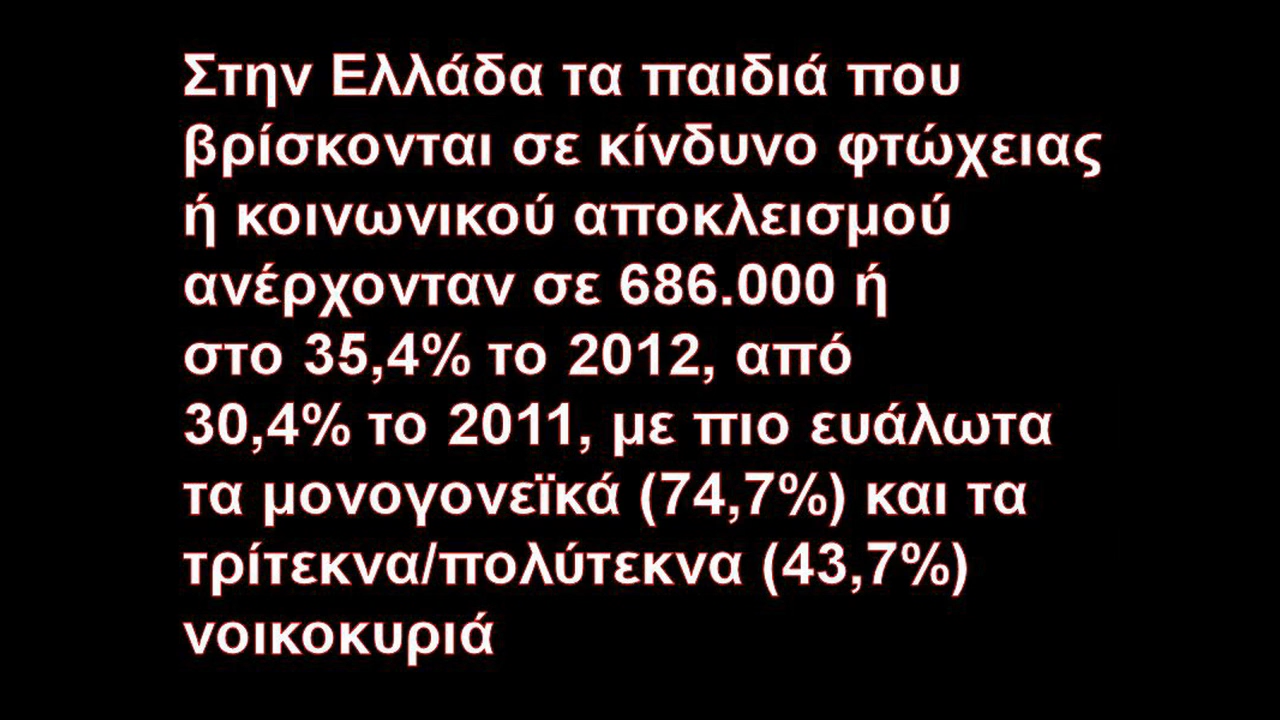 Στην Ελλάδα τα παιδιά που
βρίσκονται σε κίνδυνο φτώχειας
ή κοινωνικού αποκλεισμού
ανέρχονταν σε 686.000 ή
στο 35,4% το 2012, από
30,4% το 2011, με πιο ευάλωτα
τα μονογονεϊκά (74,7%) και τα
τρίτεκνα/πολύτεκνα (43,7%)
νοικοκυριά